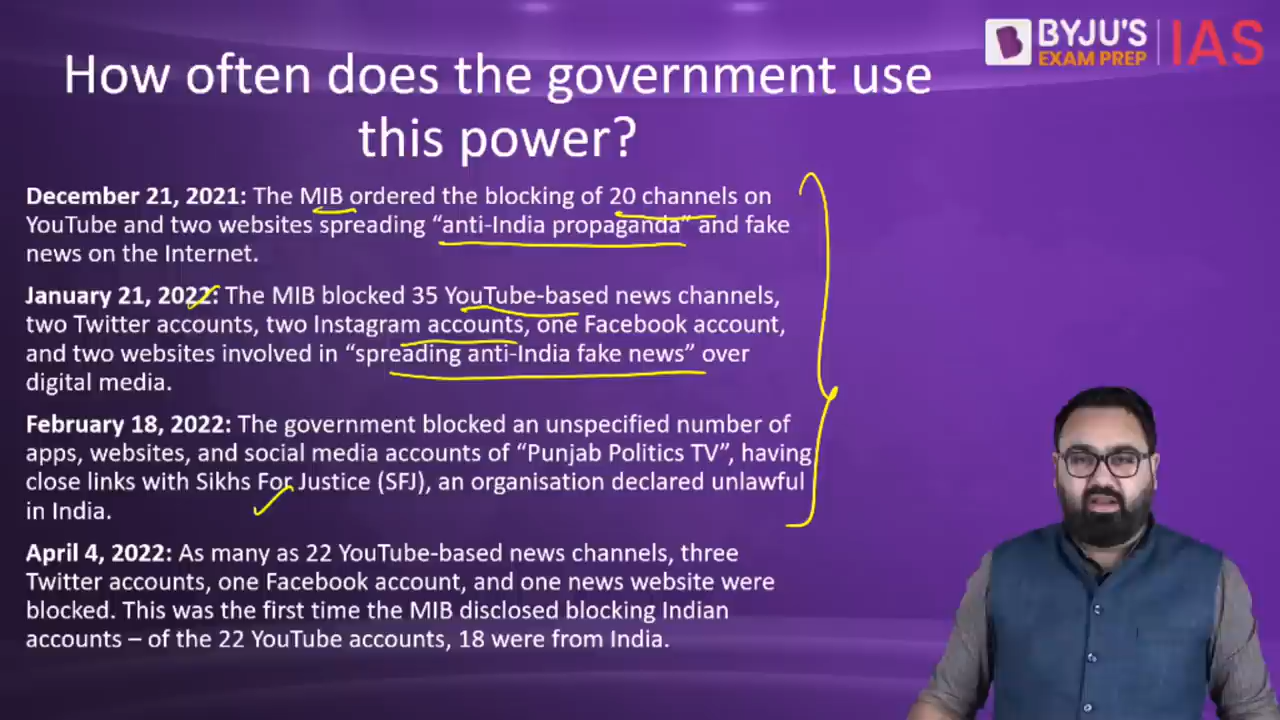 BYJU'S
EXAM PREP
IAS
How often does the government use
this power?
December 21, 2021: The MIB ordered the blocking of 20 channels on
YouTube and two websites spreading “anti-India propaganda” and fake
news on the Internet.
January 21, 2022: The MIB blocked 35 YouTube-based news channels,
two Twitter accounts, two Instagram accounts, one Facebook account,
and two websites involved in “spreading anti-India fake news” over
digital media.
February 18, 2022: The government blocked an unspecified number of
apps, websites, and social media accounts of “Punjab Politics TV”, having
close links with Sikhs For Justice (SFJ), an organisation declared unlawful
in India.
April 4, 2022: As many as 22 YouTube-based news channels, three
Twitter accounts, one Facebook account, and one news website were
blocked. This was the first time the MIB disclosed blocking Indian
accounts – of the 22 YouTube accounts, 18 were from India.